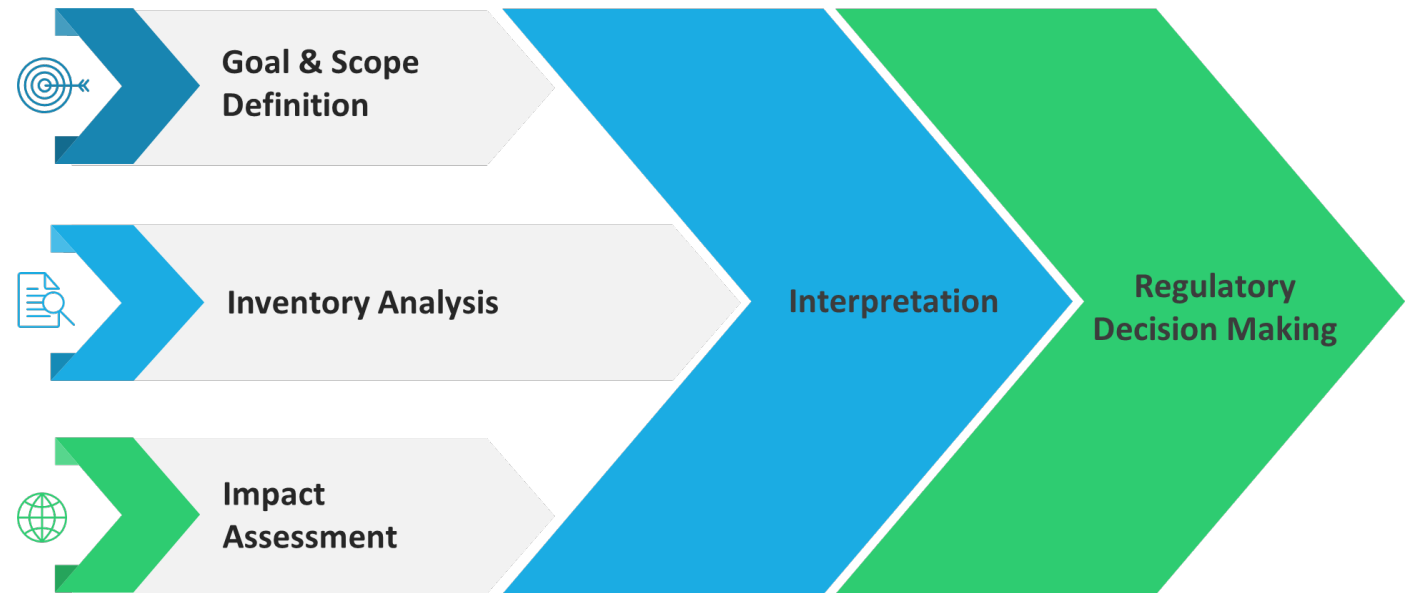 Goal & Scope
Definition
Inventory Analysis
Impact
Assessment
Interpretation
Regulatory
Decision Making